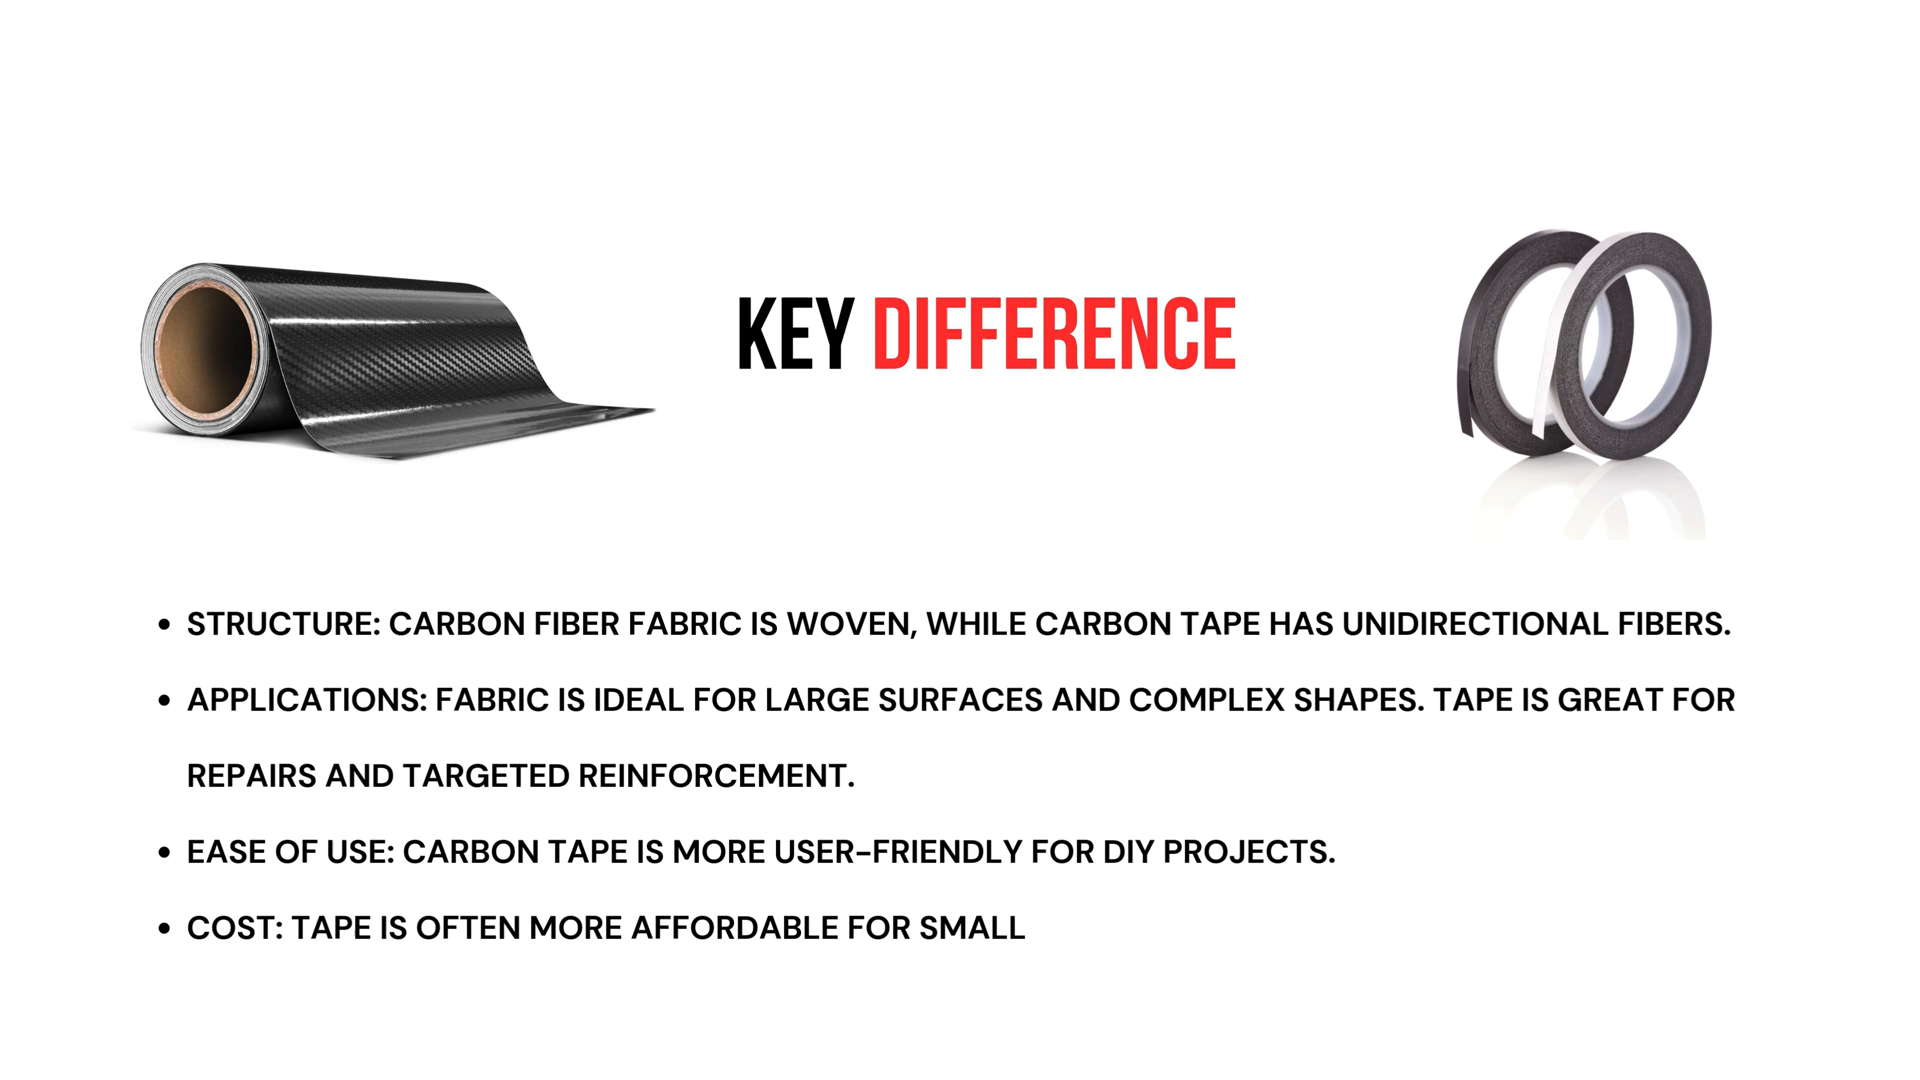 KEY DIFFERENCE
• STRUCTURE: CARBON FIBER FABRIC IS WOVEN, WHILE CARBON TAPE HAS UNIDIRECTIONAL FIBERS.
• APPLICATIONS: FABRIC IS IDEAL FOR LARGE SURFACES AND COMPLEX SHAPES. TAPE IS GREAT FOR
REPAIRS AND TARGETED REINFORCEMENT.
• EASE OF USE: CARBON TAPE IS MORE USER-FRIENDLY FOR DIY PROJECTS.
• COST: TAPE IS OFTEN MORE AFFORDABLE FOR SMALL